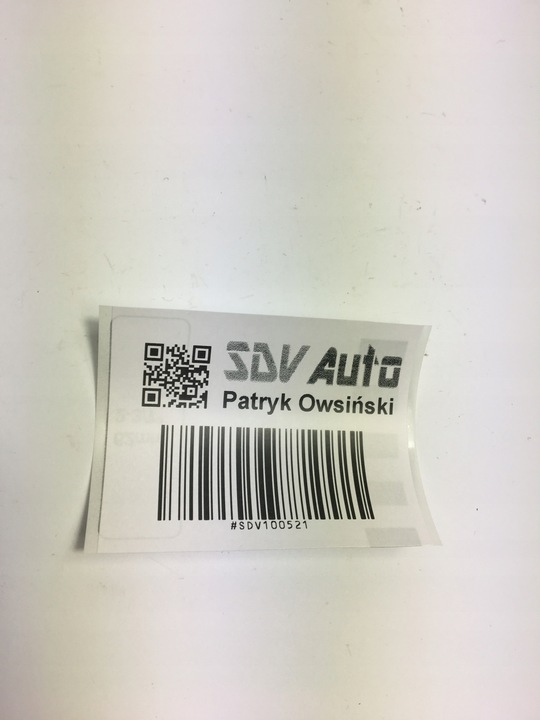 SDV Auto
Patryk Owsiński
#SDV100521